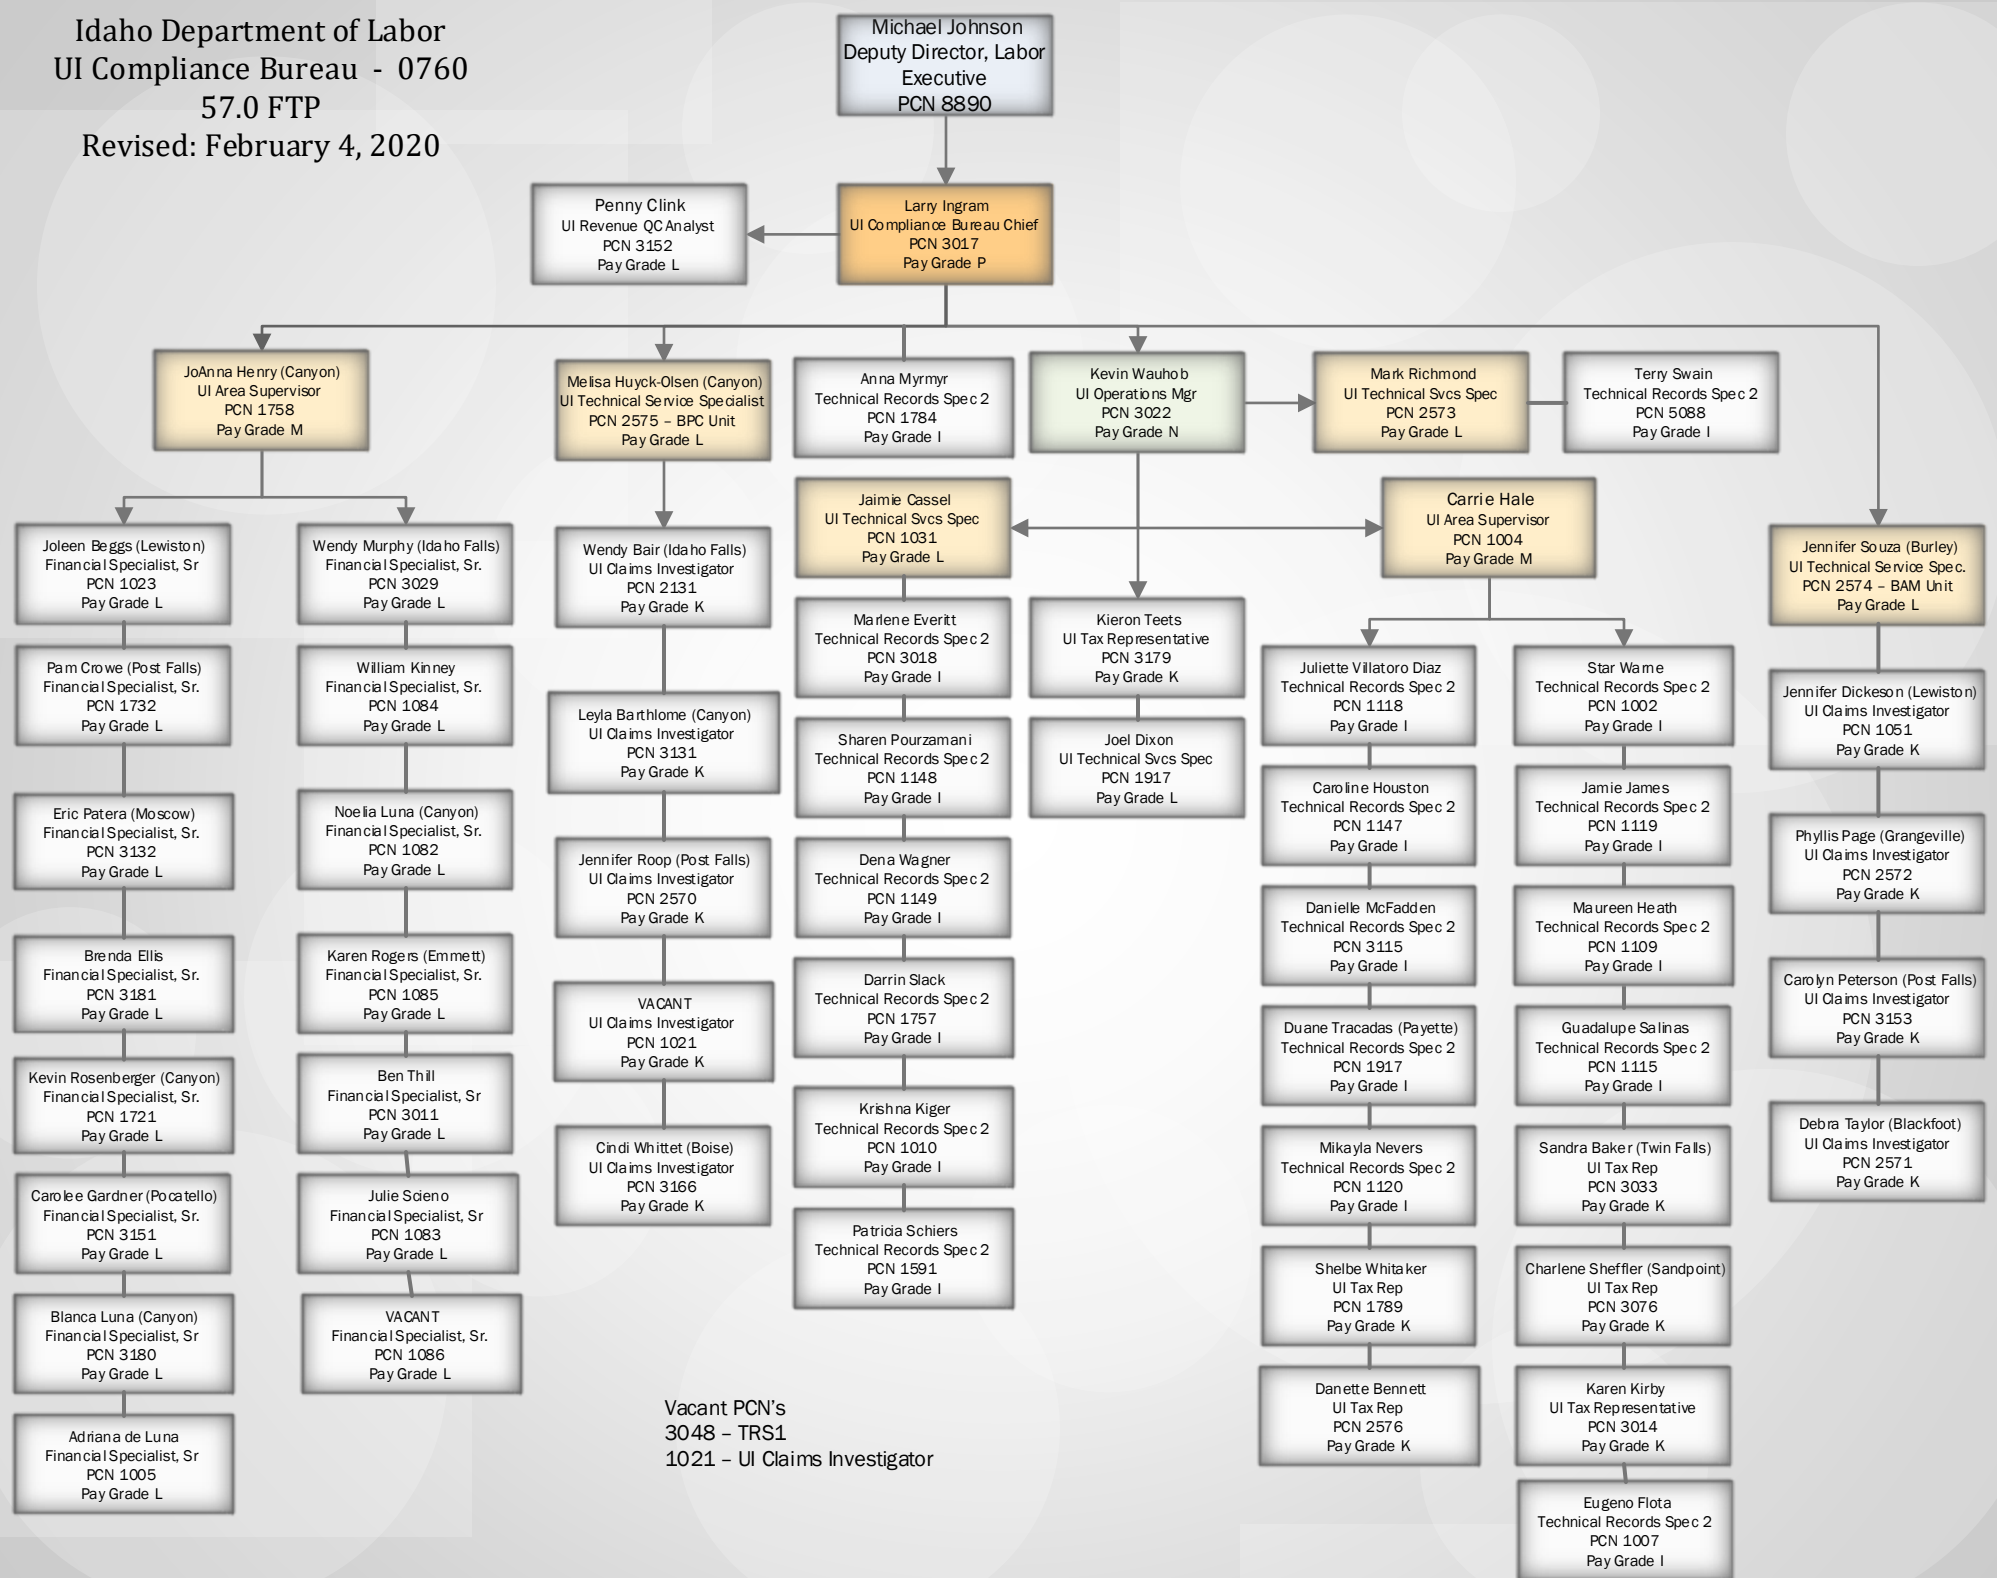 Idaho Department of Labor
UI Compliance Bureau - 0760
57.0 FTP
Revised: February 4, 2020
Michael Johnson
Deputy Director, Labor
Executive
PCN 8890
Penny Clink
UI Revenue QC Analyst
PCN 3152
Pay Grade L
Larry Ingram
UI Compliance Bureau Chief
PCN 3017
Pay Grade P
JoAnna Henry (Canyon)
UI Area Supervisor
PCN 1758
Pay Grade M
Melisa Huyck-Olsen (Canyon)
UI Technical Service Specialist
PCN 2575 – BPC Unit
Pay Grade L
Anna Myrmyr
Technical Records Spec 2
PCN 1784
Pay Grade I
Kevin Wauhob
UI Operations Mgr
PCN 3022
Pay Grade N
Mark Richmond
UI Technical Svcs Spec
PCN 2573
Pay Grade L
Terry Swain
Technical Records Spec 2
PCN 5088
Pay Grade I
Joleen Beggs (Lewiston)
Financial Specialist, Sr
PCN 1023
Pay Grade L
Pam Crowe (Post Falls)
Financial Specialist, Sr.
PCN 1732
Pay Grade L
Eric Patera (Moscow)
Financial Specialist, Sr.
PCN 3132
Pay Grade L
Brenda Ellis
Financial Specialist, Sr.
PCN 3181
Pay Grade L
Kevin Rosenberger (Canyon)
Financial Specialist, Sr.
PCN 1721
Pay Grade L
Carolee Gardner (Pocatello)
Financial Specialist, Sr.
PCN 3151
Pay Grade L
Blanca Luna (Canyon)
Financial Specialist, Sr
PCN 3180
Pay Grade L
Adriana de Luna
Financial Specialist, Sr
PCN 1005
Pay Grade L
Wendy Murphy (Idaho Falls)
Financial Specialist, Sr.
PCN 3029
Pay Grade L
William Kinney
Financial Specialist, Sr.
PCN 1084
Pay Grade L
Noelia Luna (Canyon)
Financial Specialist, Sr.
PCN 1082
Pay Grade L
Karen Rogers (Emmett)
Financial Specialist, Sr.
PCN 1085
Pay Grade L
Ben Thill
Financial Specialist, Sr
PCN 3011
Pay Grade L
Julie Scieno
Financial Specialist, Sr
PCN 1083
Pay Grade L
VACANT
Financial Specialist, Sr.
PCN 1086
Pay Grade L
Wendy Bair (Idaho Falls)
UI Claims Investigator
PCN 2131
Pay Grade K
Leyla Barthlome (Canyon)
UI Claims Investigator
PCN 3131
Pay Grade K
Jennifer Roop (Post Falls)
UI Claims Investigator
PCN 2570
Pay Grade K
VACANT
UI Claims Investigator
PCN 1021
Pay Grade K
Cindi Whittet (Boise)
UI Claims Investigator
PCN 3166
Pay Grade K
Jaimie Cassel
UI Technical Svcs Spec
PCN 1031
Pay Grade L
Marlene Everitt
Technical Records Spec 2
PCN 3018
Pay Grade I
Sharen Pourzamani
Technical Records Spec 2
PCN 1148
Pay Grade I
Dena Wagner
Technical Records Spec 2
PCN 1149
Pay Grade I
Darrin Slack
Technical Records Spec 2
PCN 1757
Pay Grade I
Krishna Kiger
Technical Records Spec 2
PCN 1010
Pay Grade I
Patricia Schiers
Technical Records Spec 2
PCN 1591
Pay Grade I
Kieron Teets
UI Tax Representative
PCN 3179
Pay Grade K
Joel Dixon
UI Technical Svcs Spec
PCN 1917
Pay Grade L
Carrie Hale
UI Area Supervisor
PCN 1004
Pay Grade M
Juliette Villatoro Diaz
Technical Records Spec 2
PCN 1118
Pay Grade I
Caroline Houston
Technical Records Spec 2
PCN 1147
Pay Grade I
Danielle McFadden
Technical Records Spec 2
PCN 3115
Pay Grade I
Duane Tracadas (Payette)
Technical Records Spec 2
PCN 1917
Pay Grade I
Mikayla Nevers
Technical Records Spec 2
PCN 1120
Pay Grade I
Shelbe Whitaker
UI Tax Rep
PCN 1789
Pay Grade K
Danette Bennett
UI Tax Rep
PCN 2576
Pay Grade K
Star Warne
Technical Records Spec 2
PCN 1002
Pay Grade I
Jamie James
Technical Records Spec 2
PCN 1119
Pay Grade I
Maureen Heath
Technical Records Spec 2
PCN 1109
Pay Grade I
Guadalupe Salinas
Technical Records Spec 2
PCN 1115
Pay Grade I
Sandra Baker (Twin Falls)
UI Tax Rep
PCN 3033
Pay Grade K
Charlene Sheffler (Sandpoint)
UI Tax Rep
PCN 3076
Pay Grade K
Karen Kirby
UI Tax Representative
PCN 3014
Pay Grade K
Eugeno Flota
Technical Records Spec 2
PCN 1007
Pay Grade I
Jennifer Souza (Burley)
UI Technical Service Spec.
PCN 2574 – BAM Unit
Pay Grade L
Jennifer Dickeson (Lewiston)
UI Claims Investigator
PCN 1051
Pay Grade K
Phyllis Page (Grangeville)
UI Claims Investigator
PCN 2572
Pay Grade K
Carolyn Peterson (Post Falls)
UI Claims Investigator
PCN 3153
Pay Grade K
Debra Taylor (Blackfoot)
UI Claims Investigator
PCN 2571
Pay Grade K
Vacant PCN’s
3048 – TRS1
1021 – UI Claims Investigator